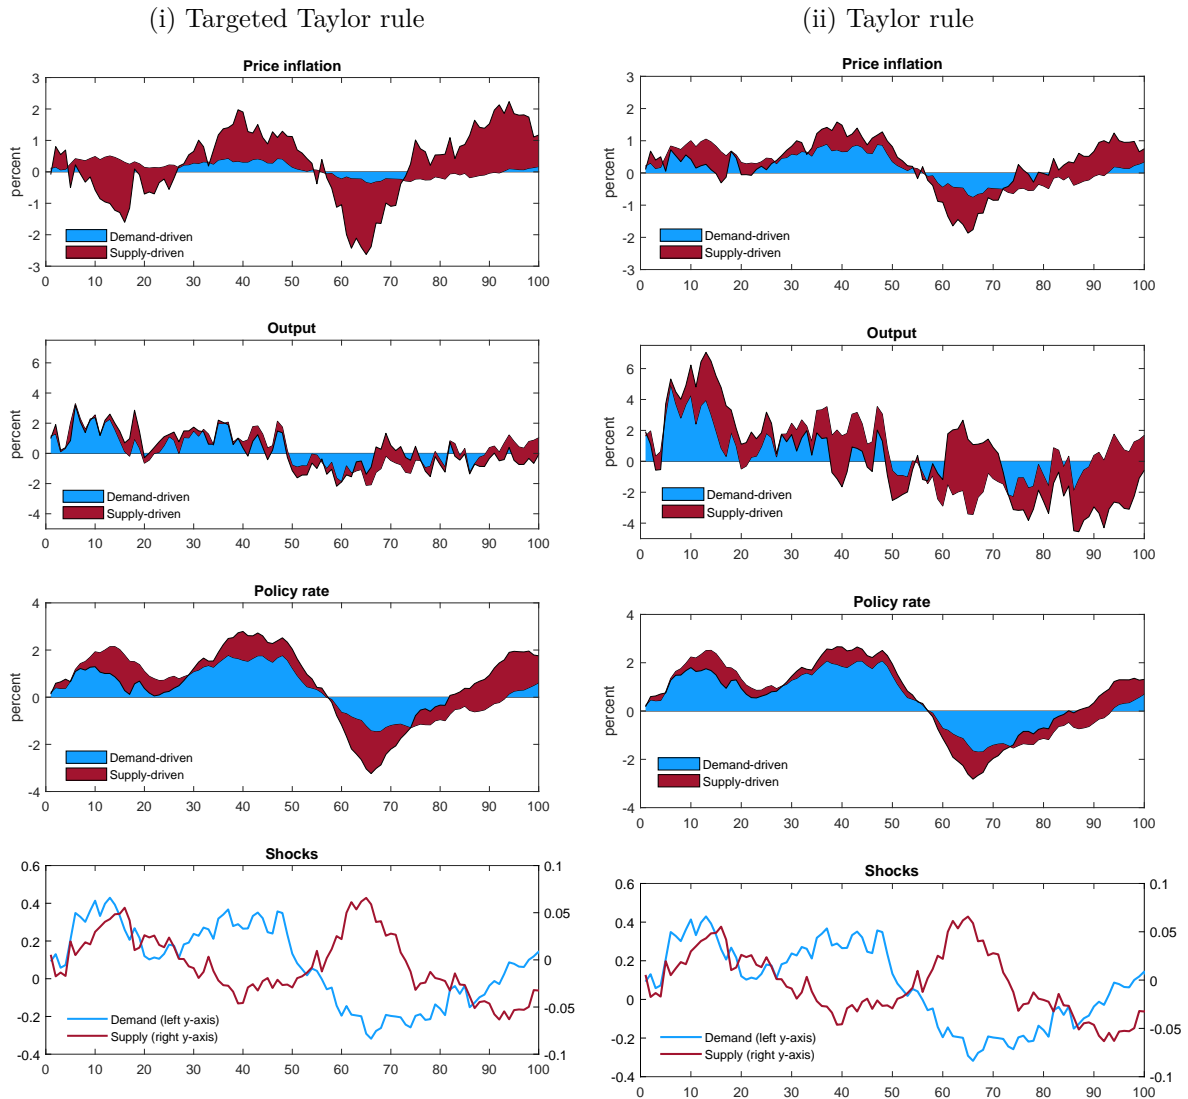 (i) Targeted Taylor rule
Price inflation
3
2
1
0
-1
-2
-3
percent
Demand-driven
Supply-driven
0 10 20 30 40 50 60 70 80 90 100
Output
6
4
2
0
-2
-4
percent
Demand-driven
Supply-driven
0 10 20 30 40 50 60 70 80 90 100
Policy rate
4
2
0
-2
-4
percent
Demand-driven
Supply-driven
0 10 20 30 40 50 60 70 80 90 100
Shocks
0.6
0.4
0.2
0
-0.2
-0.4
0.1
0.05
0
-0.05
-0.1
Demand (left y-axis)
Supply (right y-axis)
0 10 20 30 40 50 60 70 80 90 100
(ii) Taylor rule
Price inflation
3
2
1
0
-1
-2
-3
percent
Demand-driven
Supply-driven
0 10 20 30 40 50 60 70 80 90 100
Output
6
4
2
0
-2
-4
percent
Demand-driven
Supply-driven
0 10 20 30 40 50 60 70 80 90 100
Policy rate
4
2
0
-2
-4
percent
Demand-driven
Supply-driven
0 10 20 30 40 50 60 70 80 90 100
Shocks
0.6
0.4
0.2
0
-0.2
-0.4
0.1
0.05
0
-0.05
-0.1
Demand (left y-axis)
Supply (right y-axis)
0 10 20 30 40 50 60 70 80 90 100